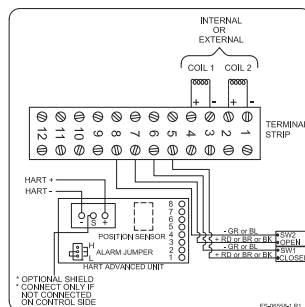 INTERNAL
OR
EXTERNAL
COIL 1 COIL 2
+ - + -
12 11 10 9 8 7 6 5 4 3 2 1
TERMINAL
STRIP
HART +
HART -
- S +
POSITION SENSOR
8
7
6
5
4
3
2
1
H
L
ALARM JUMPER
HART ADVANCED UNIT
- GR or BL
+ RD or BR or BK
- GR or BL
+ RD or BR or BK
SW2
OPEN
SW1
CLOSE
* OPTIONAL SHIELD
* CONNECT ONLY IF
NOT CONNECTED
ON CONTROL SIDE